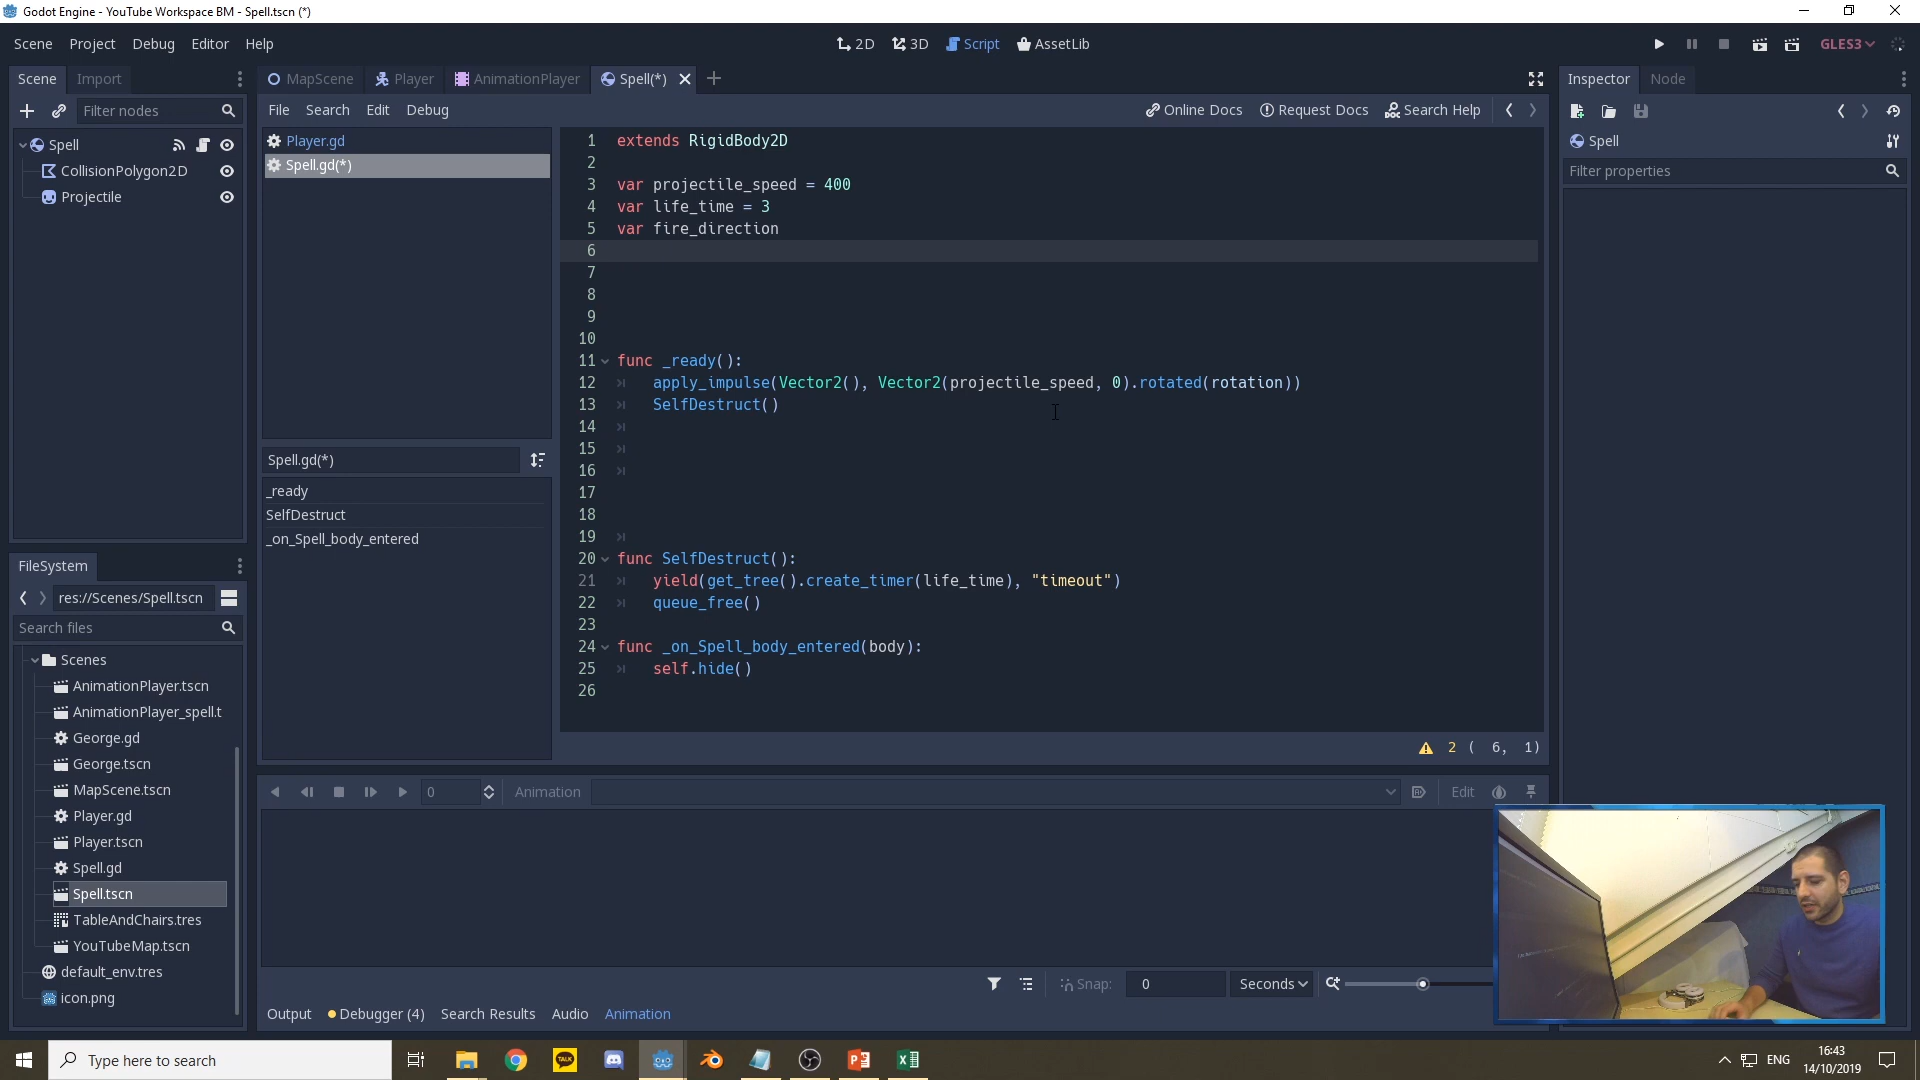 Godot Engine - YouTube Workspace BM - Spell.tscn (*)
Scene Project Debug Editor Help
2D 3D Script AssetLib
GLES3
Scene Import
MapScene Player AnimationPlayer Spell(*)
Inspector Node
Filter nodes
File Search Edit Debug
Online Docs Request Docs Search Help
Spell
CollisionPolygon2D
Projectile
Player.gd
Spell.gd(*)
Spell
Filter properties
1 extends RigidBody2D
2
3 var projectile_speed = 400
4 var life_time = 3
5 var fire_direction
6
7
8
9
10
11 func _ready():
12 apply_impulse(Vector2(), Vector2(projectile_speed, 0).rotated(rotation))
13 SelfDestruct()
14
15
16
17
18
19
20 func SelfDestruct():
21 yield(get_tree().create_timer(life_time), "timeout")
22 queue_free()
23
24 func _on_Spell_body_entered(body):
25 self.hide()
26
2 ( 6, 1)
Spell.gd(*)
_ready
SelfDestruct
_on_Spell_body_entered
FileSystem
res://Scenes/Spell.tscn
Search files
Scenes
AnimationPlayer.tscn
AnimationPlayer_spell.t
George.gd
George.tscn
MapScene.tscn
Player.gd
Player.tscn
Spell.gd
Spell.tscn
TableAndChairs.tres
YouTubeMap.tscn
default_env.tres
icon.png
0 Animation Edit
Snap: 0 Seconds
Output Debugger (4) Search Results Audio Animation
Type here to search
TALK
ENG
16:43
14/10/2019